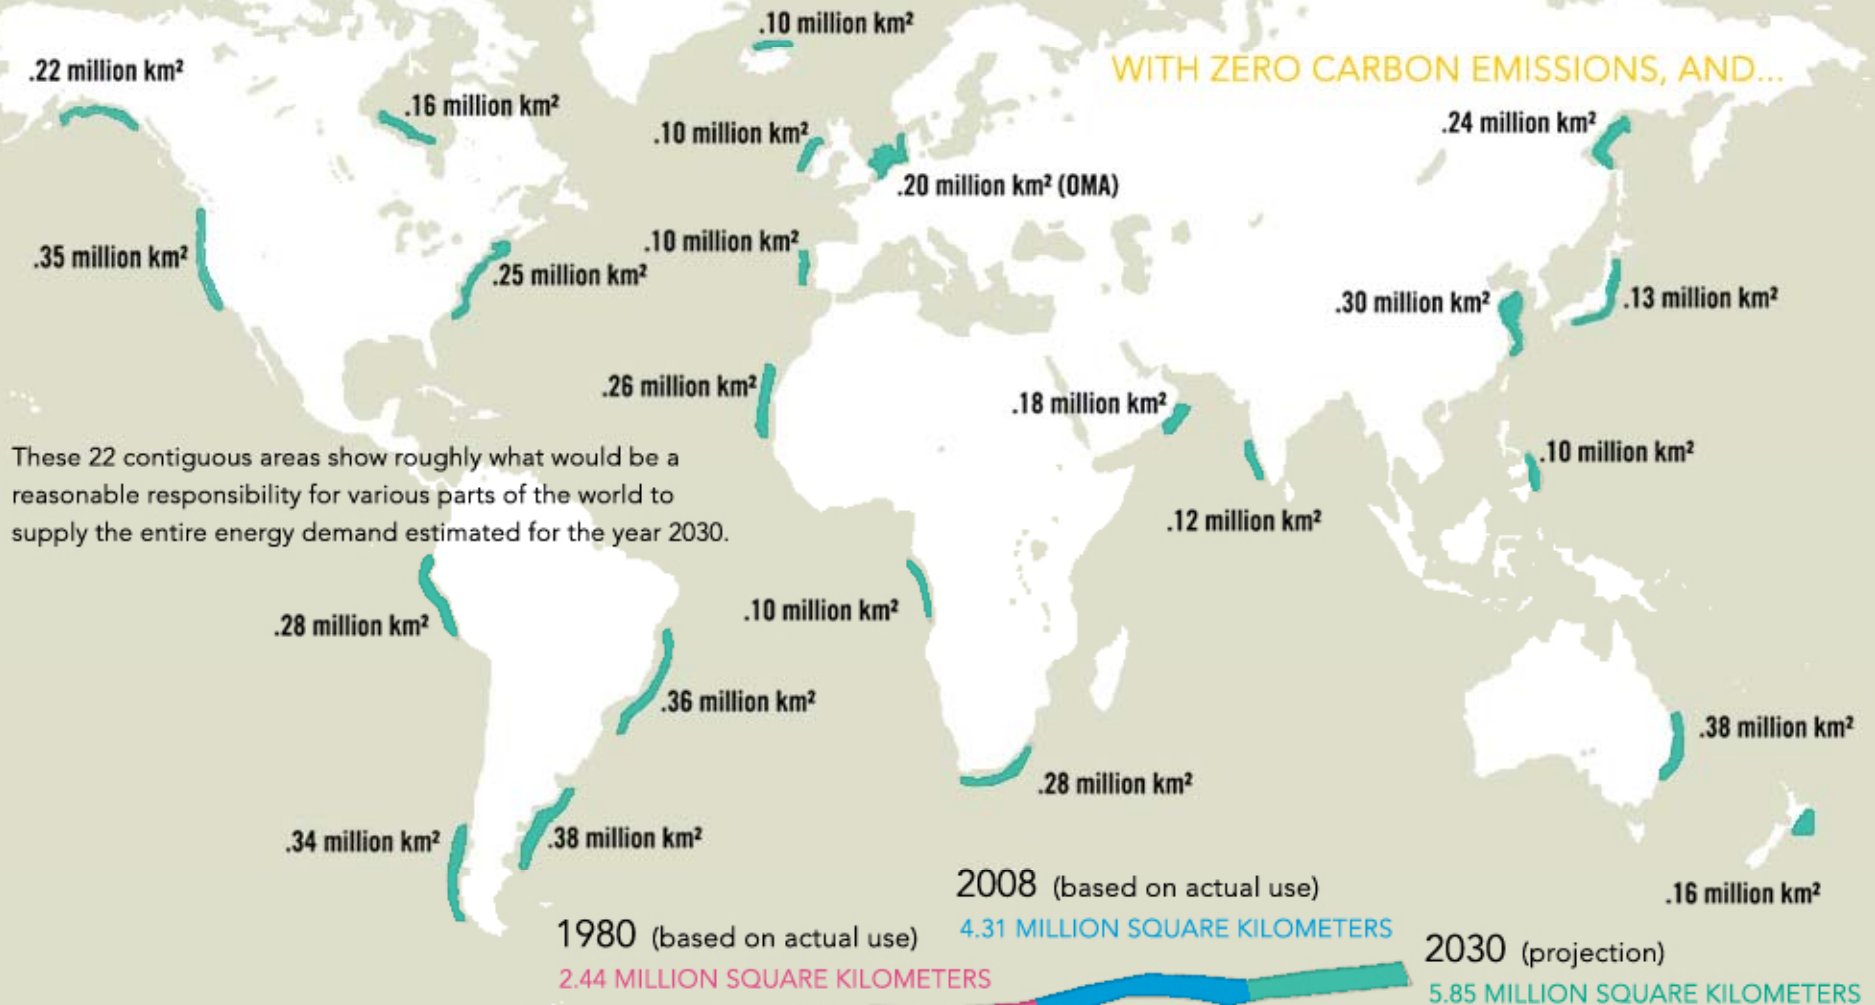 .10 million km²
WITH ZERO CARBON EMISSIONS, AND...
.22 million km²
.16 million km²
.10 million km²
.24 million km²
.20 million km² (OMA)
.35 million km²
.25 million km²
.10 million km²
.30 million km²
.13 million km²
.26 million km²
.18 million km²
.10 million km²
These 22 contiguous areas show roughly what would be a
reasonable responsibility for various parts of the world to
supply the entire energy demand estimated for the year 2030.
.12 million km²
.28 million km²
.10 million km²
.36 million km²
.38 million km²
.28 million km²
.34 million km²
.38 million km²
.16 million km²
1980 (based on actual use)
2.44 MILLION SQUARE KILOMETERS
2008 (based on actual use)
4.31 MILLION SQUARE KILOMETERS
2030 (projection)
5.85 MILLION SQUARE KILOMETERS